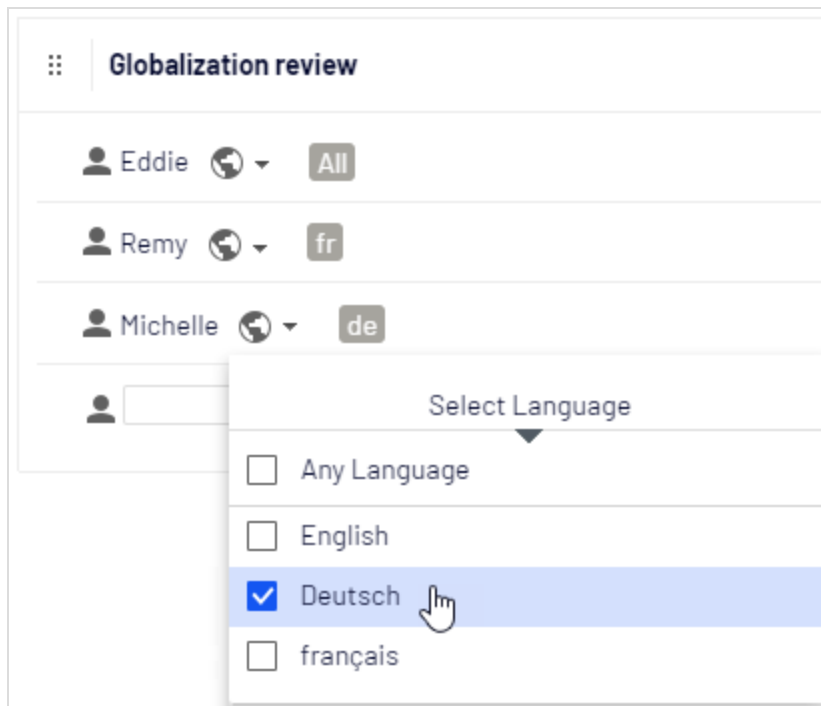 Globalization review
Eddie All
Remy fr
Michelle de
Select Language
Any Language
English
Deutsch
français